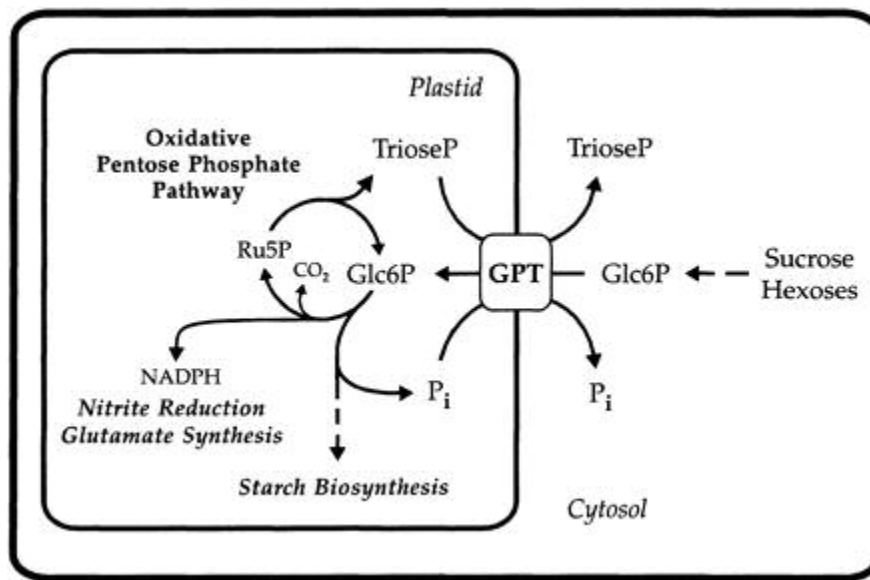 Plastid
Oxidative
Pentose Phosphate
Pathway
TrioseP
TrioseP
Ru5P
CO₂
Glc6P
GPT
Glc6P
Sucrose
Hexoses
NADPH
Nitrite Reduction
Glutamate Synthesis
Pᵢ
Pᵢ
Starch Biosynthesis
Cytosol